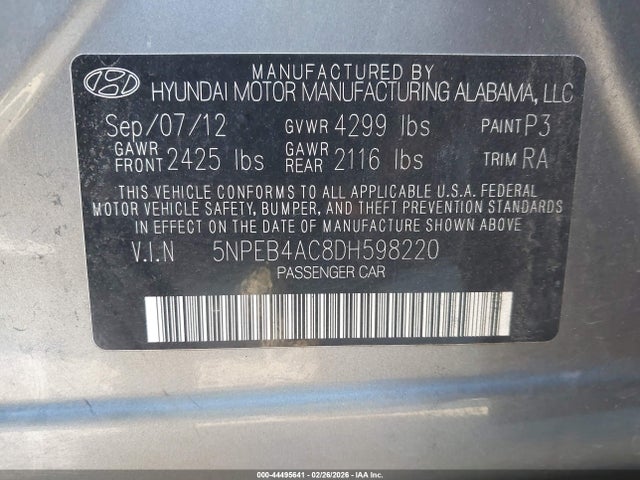 MANUFACTURED BY
HYUNDAI MOTOR MANUFACTURING ALABAMA, LLC
Sep/07/12 GVWR 4299 lbs PAINT P3
GAWR FRONT 2425 lbs GAWR REAR 2116 lbs TRIM RA
THIS VEHICLE CONFORMS TO ALL APPLICABLE U.S.A. FEDERAL
MOTOR VEHICLE SAFETY, BUMPER, AND THEFT PREVENTION STANDARDS
IN EFFECT ON THE DATE OF MANUFACTURE SHOWN ABOVE
V.I.N 5NPEB4AC8DH598220
PASSENGER CAR
000-44495641 | 02/26/2026 - Copyright © IAA, Inc.